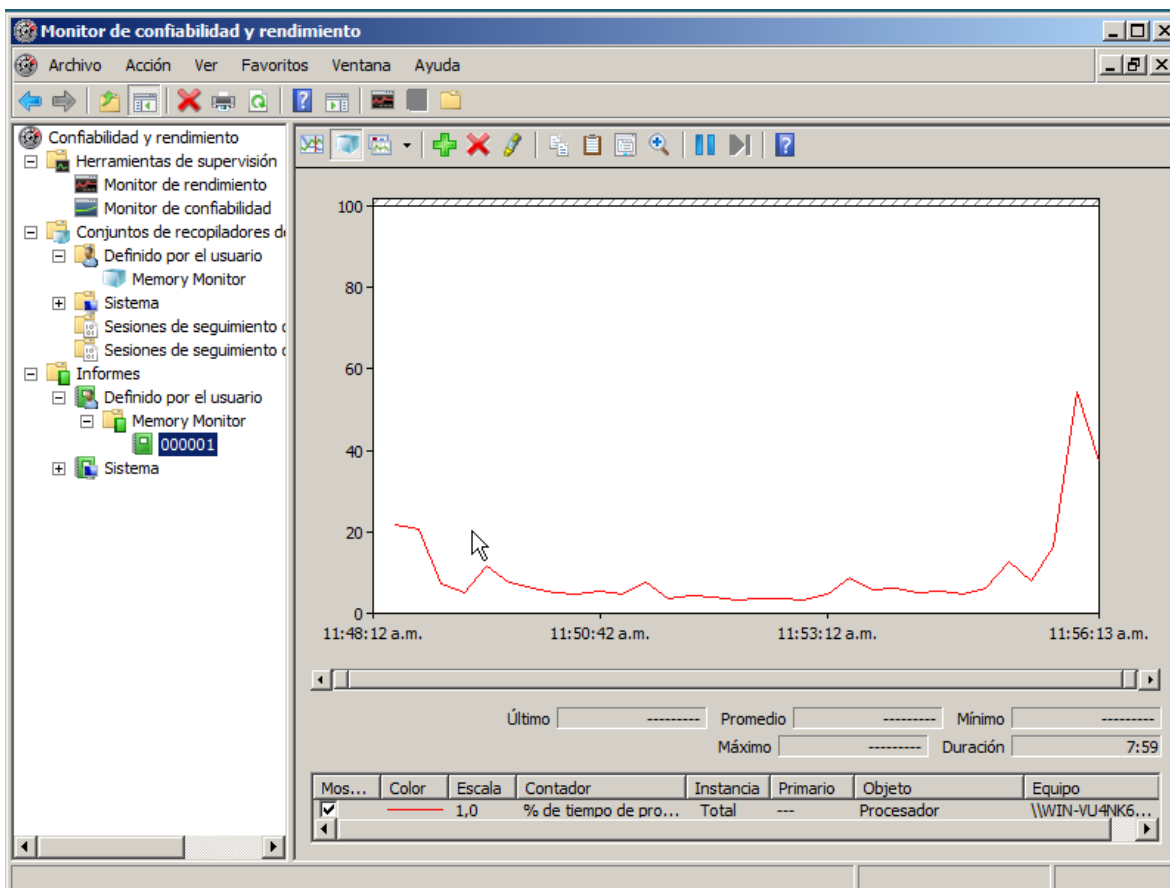 Monitor de confiabilidad y rendimiento
Archivo Acción Ver Favoritos Ventana Ayuda
Confiabilidad y rendimiento
Herramientas de supervisión
Monitor de rendimiento
Monitor de confiabilidad
Conjuntos de recopiladores d
Definido por el usuario
Memory Monitor
Sistema
Sesiones de seguimiento
Sesiones de seguimiento
Informes
Definido por el usuario
Memory Monitor
000001
Sistema
100
80
60
40
20
0
11:48:12 a.m. 11:50:42 a.m. 11:53:12 a.m. 11:56:13 a.m.
Último --------- Promedio --------- Mínimo ---------
Máximo --------- Duración 7:59
Mos... Color Escala Contador Instancia Primario Objeto Equipo
1,0 % de tiempo de pro... Total --- Procesador \\WIN-VU4NK6...